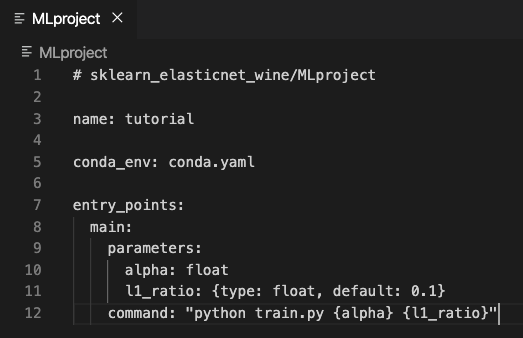 MLproject
MLproject
1 # sklearn_elasticnet_wine/MLproject
2
3 name: tutorial
4
5 conda_env: conda.yaml
6
7 entry_points:
8 main:
9 parameters:
10 alpha: float
11 l1_ratio: {type: float, default: 0.1}
12 command: "python train.py {alpha} {l1_ratio}"